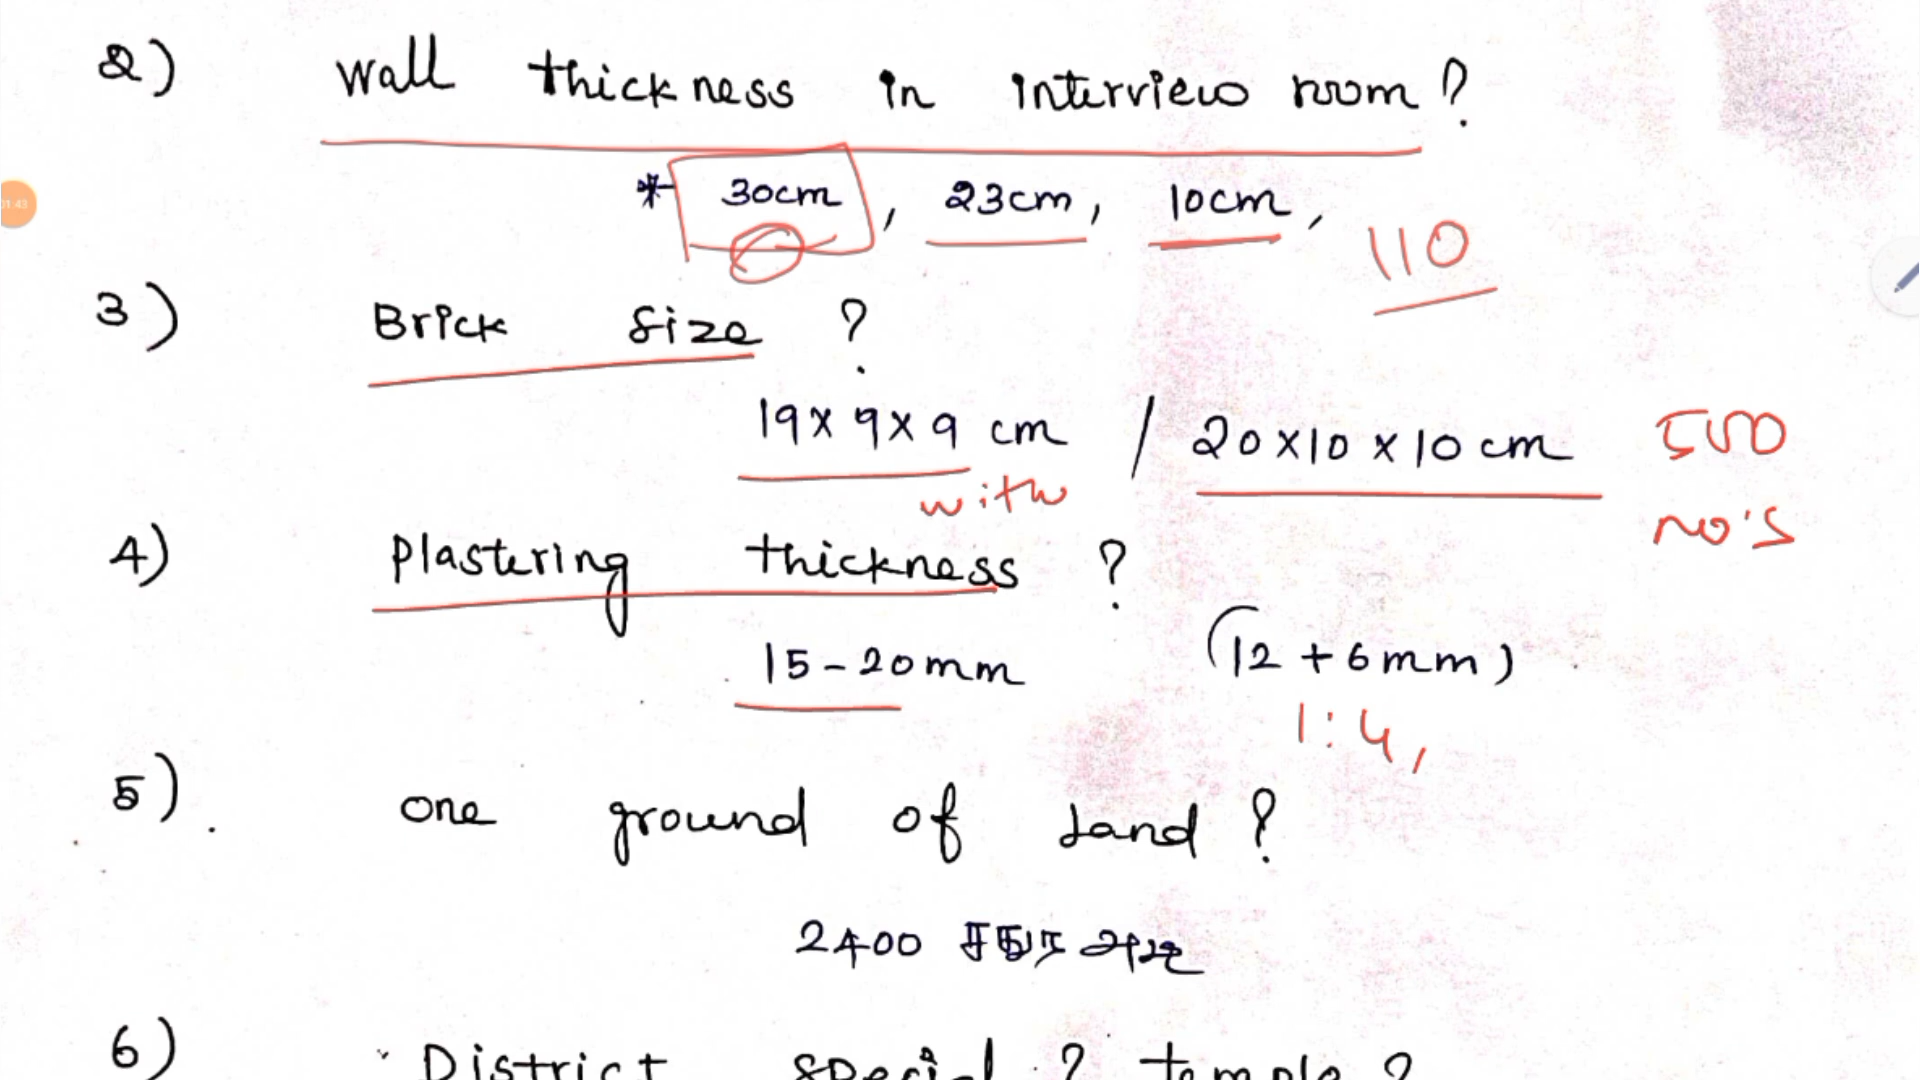 2) Wall thickness in interview room?
* 30cm, 23cm, 10cm,
110
01:43
3) Brick size?
19x9x9 cm / 20x10x10 cm
500
with
no's
4) Plastering thickness?
15-20mm (12+6mm)
1:4,
5). One ground of Land?
2400 சதுர அடி
6) District special? temple?